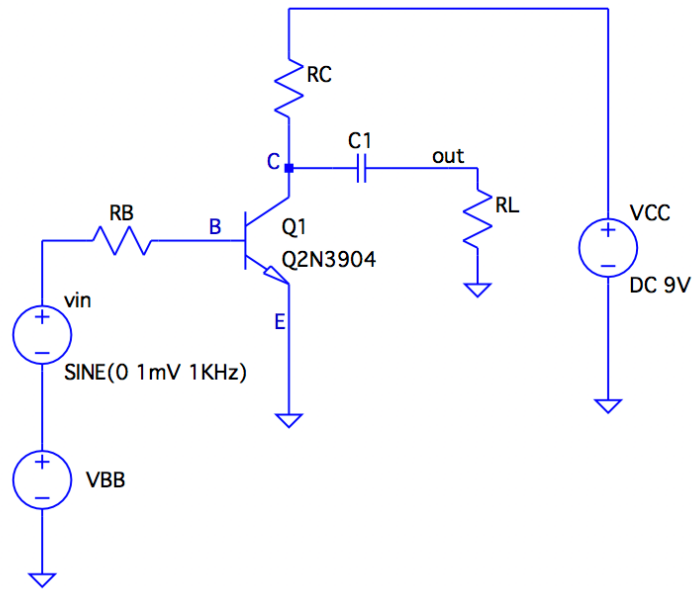 RC
C1
C
out
RB
B
RL
Q1
VCC
Q2N3904
DC 9V
vin
E
SINE(0 1mV 1KHz)
VBB